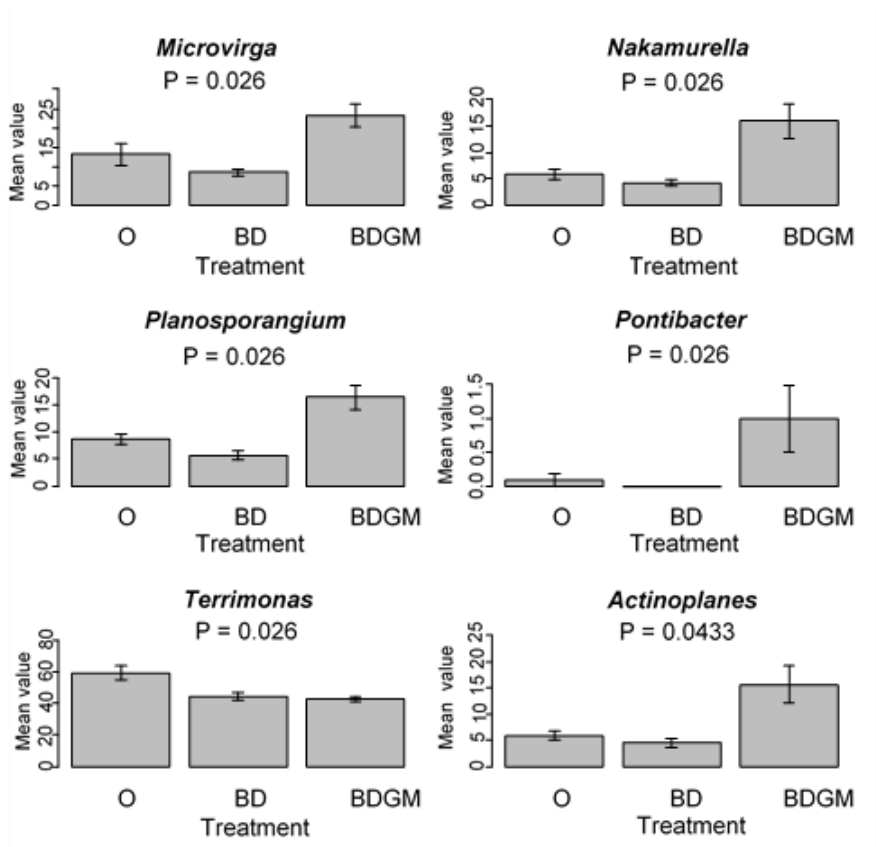 Microvirga
P = 0.026
Mean value
0 5 15 25
O BD BDGM
Treatment
Nakamurella
P = 0.026
Mean value
0 5 10 15 20
O BD BDGM
Treatment
Planosporangium
P = 0.026
Mean value
0 5 10 15 20
O BD BDGM
Treatment
Pontibacter
P = 0.026
Mean value
0.0 0.5 1.0 1.5
O BD BDGM
Treatment
Terrimonas
P = 0.026
Mean value
0 20 40 60 80
O BD BDGM
Treatment
Actinoplanes
P = 0.0433
Mean value
0 5 10 15 20 25
O BD BDGM
Treatment